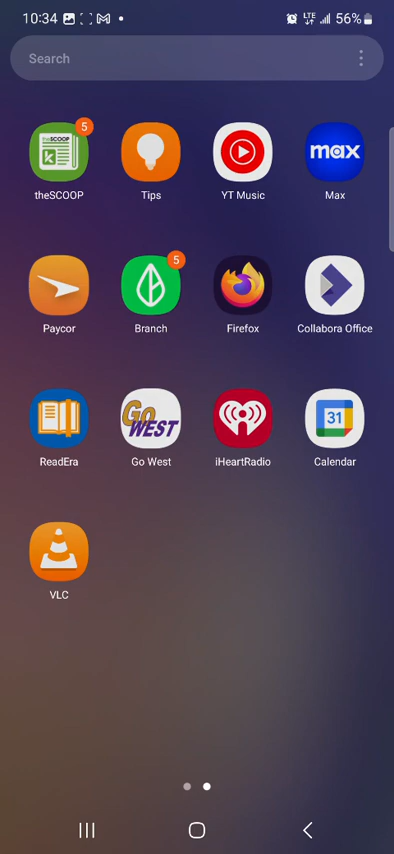 10:34 LTE 56%
Search
5
theSCOOP
k
max
theSCOOP Tips YT Music Max
5
Paycor Branch Firefox Collabora Office
Go
WEST
31
ReadEra Go West iHeartRadio Calendar
VLC